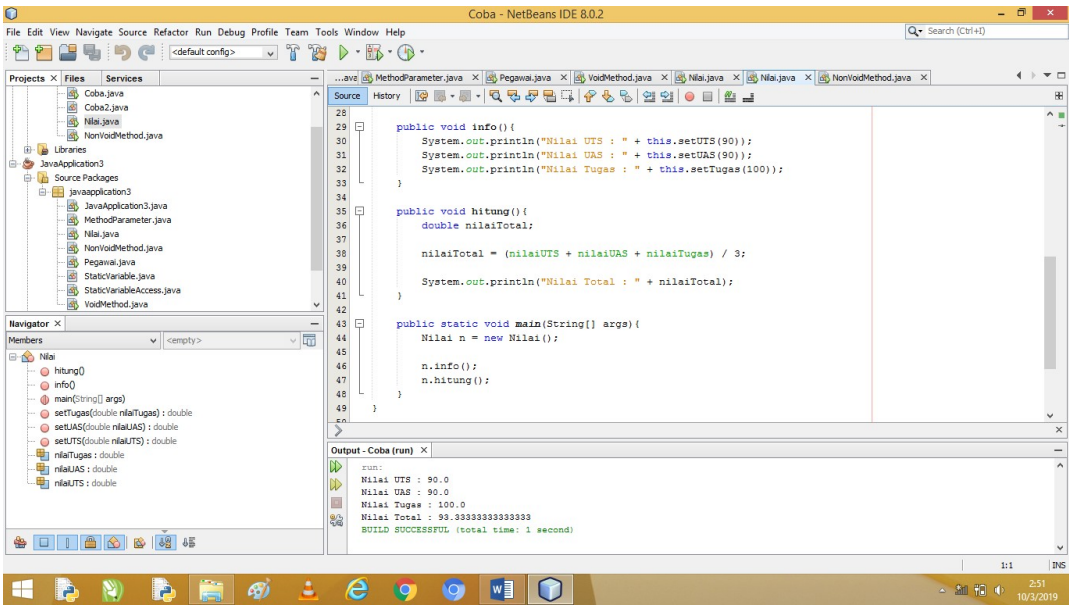 Coba - NetBeans IDE 8.0.2
File Edit View Navigate Source Refactor Run Debug Profile Team Tools Window Help
Search (Ctrl+I)
<default config>
Projects Files Services
Coba.java
Coba2.java
Nilai.java
NonVoidMethod.java
Libraries
JavaApplication3
Source Packages
javaapplication3
JavaApplication3.java
MethodParameter.java
Nilai.java
NonVoidMethod.java
Pegawai.java
StaticVariable.java
StaticVariableAccess.java
VoidMethod.java
Navigator
Members <empty>
Nilai
hitung()
info()
main(String[] args)
setTugas(double nilaiTugas) : double
setUAS(double nilaiUAS) : double
setUTS(double nilaiUTS) : double
nilaiTugas : double
nilaiUAS : double
nilaiUTS : double
...ava MethodParameter.java Pegawai.java VoidMethod.java Nilai.java Nilai.java NonVoidMethod.java
Source History
28
29 public void info(){
30 System.out.println("Nilai UTS : " + this.setUTS(90));
31 System.out.println("Nilai UAS : " + this.setUAS(90));
32 System.out.println("Nilai Tugas : " + this.setTugas(100));
33 }
34
35 public void hitung(){
36 double nilaiTotal;
37
38 nilaiTotal = (nilaiUTS + nilaiUAS + nilaiTugas) / 3;
39
40 System.out.println("Nilai Total : " + nilaiTotal);
41 }
42
43 public static void main(String[] args){
44 Nilai n = new Nilai();
45
46 n.info();
47 n.hitung();
48 }
49 }
50
Output - Coba (run)
run:
Nilai UTS : 90.0
Nilai UAS : 90.0
Nilai Tugas : 100.0
Nilai Total : 93.33333333333333
BUILD SUCCESSFUL (total time: 1 second)
1:1 INS
2:51
10/3/2019